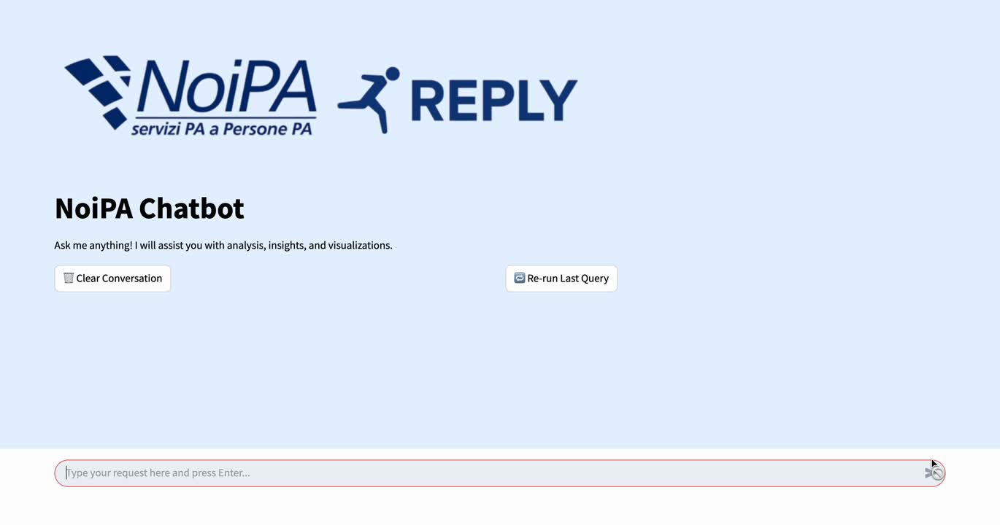 NoiPA
servizi PA a Persone PA
REPLY
NoiPA Chatbot
Ask me anything! I will assist you with analysis, insights, and visualizations.
Clear Conversation
Re-run Last Query
Type your request here and press Enter...